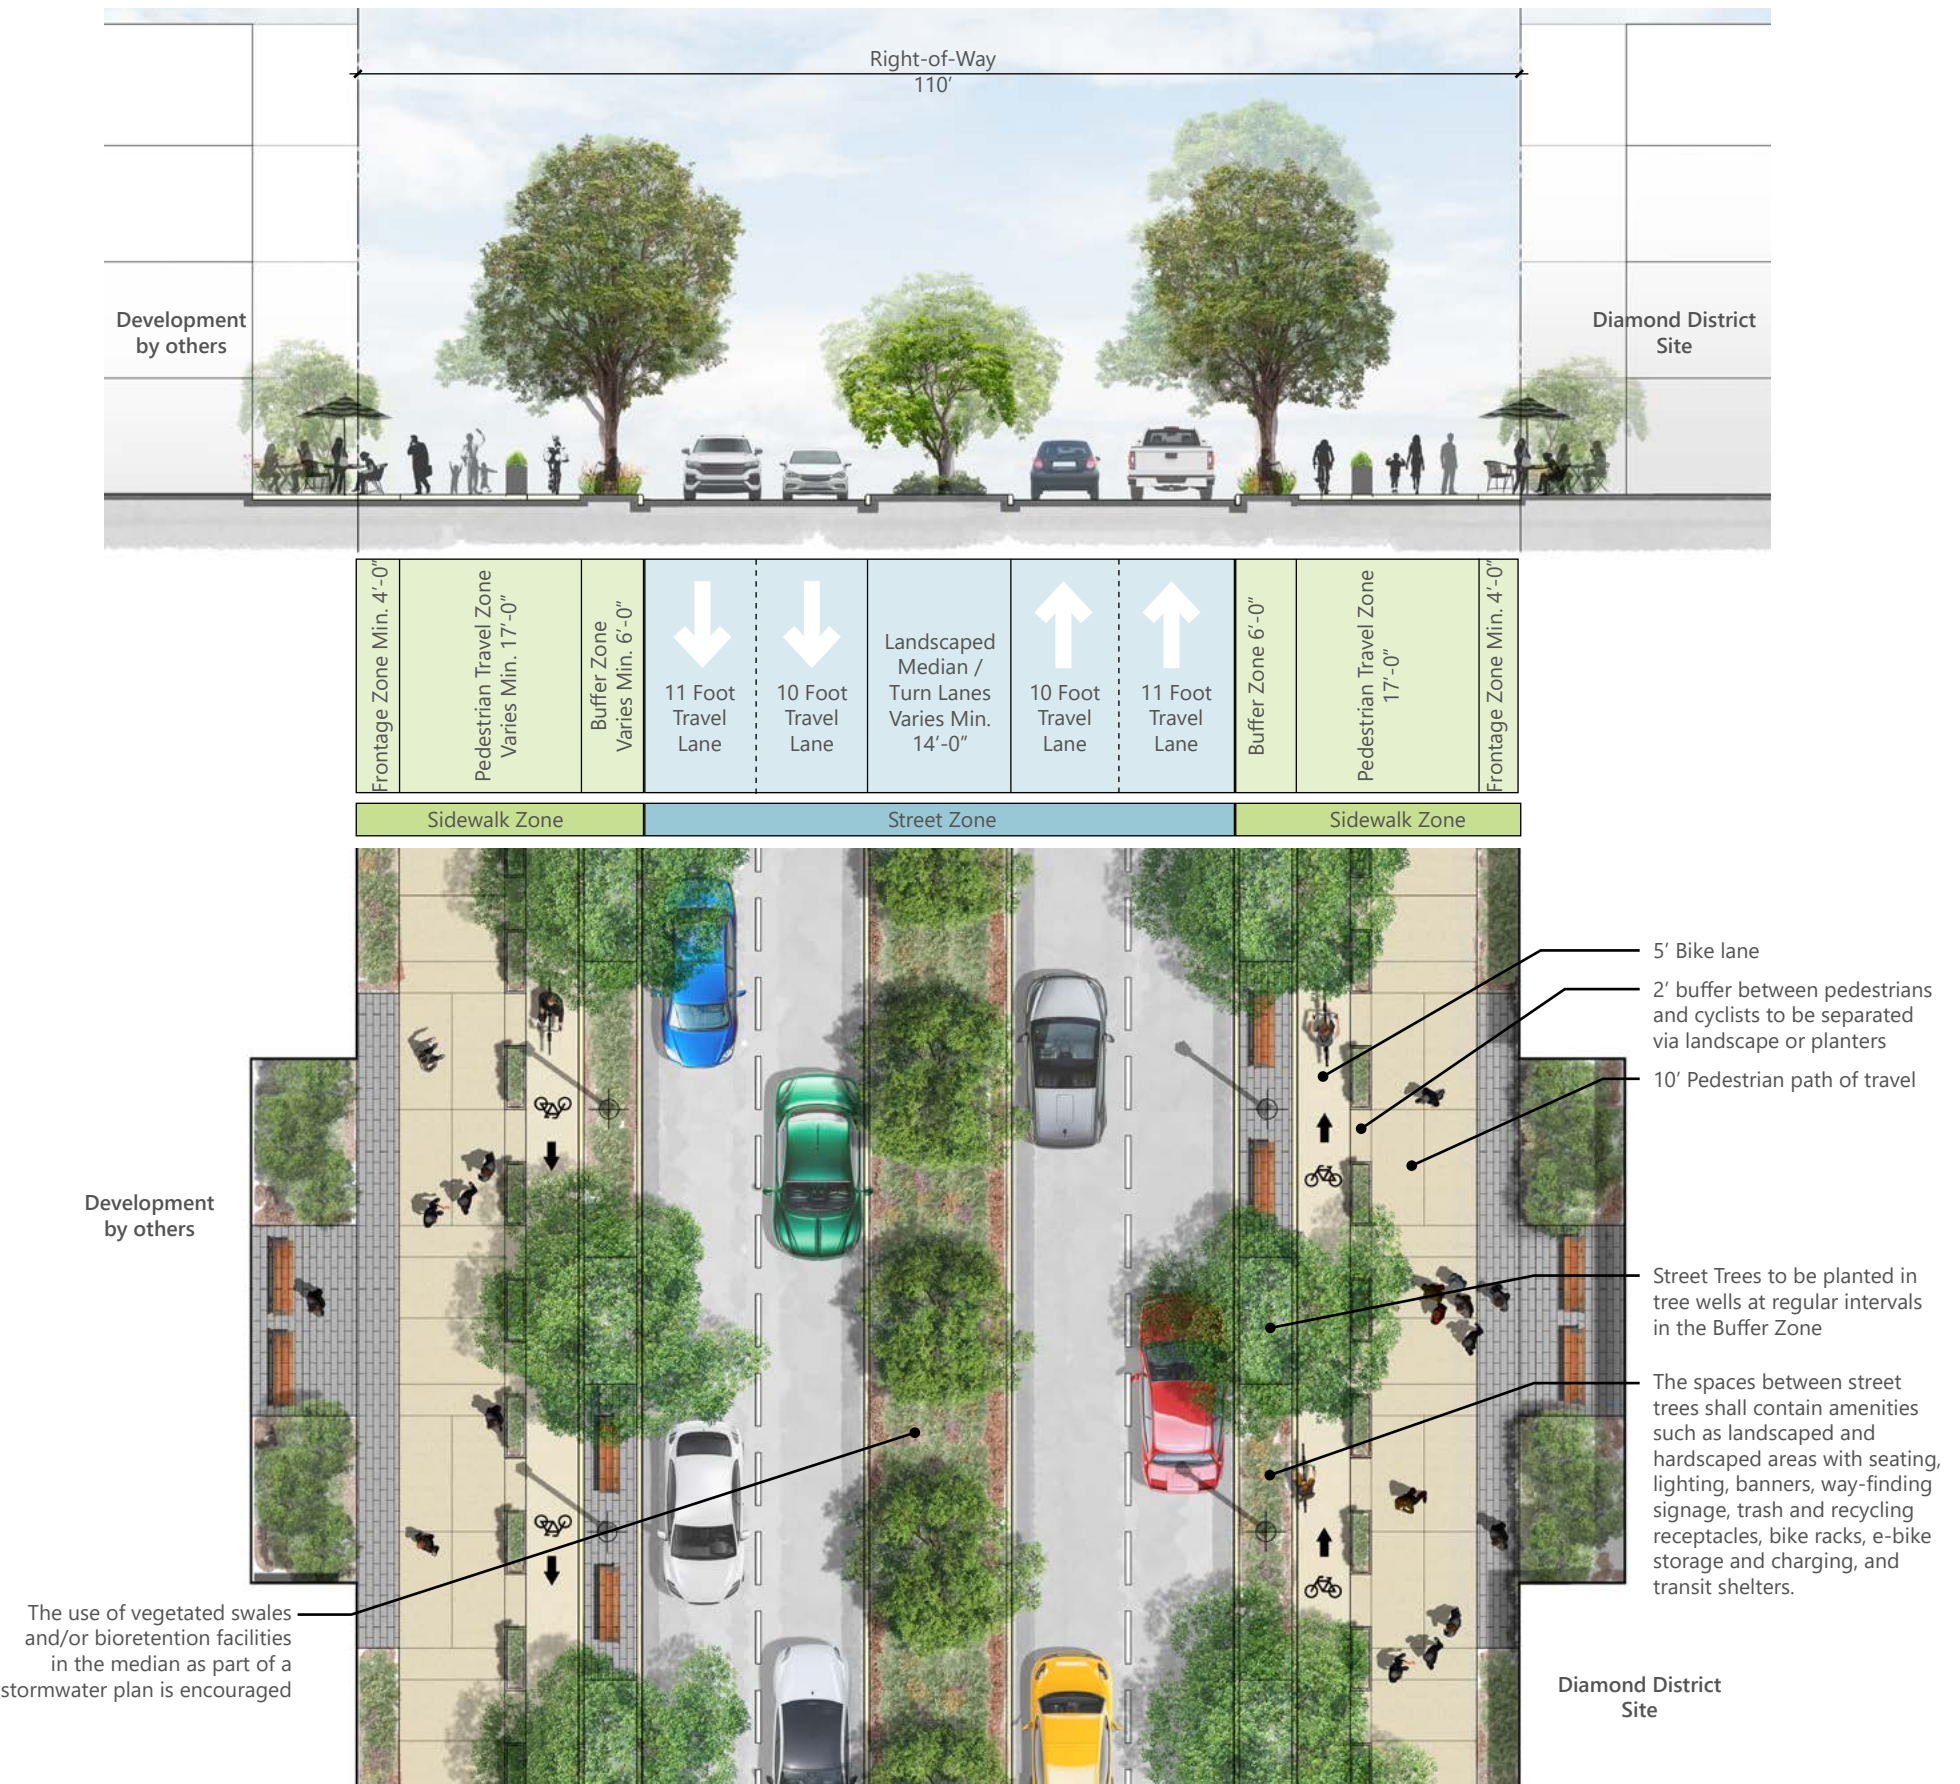 Right-of-Way
110’
Development
by others
Diamond District
Site
Frontage Zone Min. 4’-0”
Pedestrian Travel Zone
Varies Min. 17’-0”
Buffer Zone
Varies Min. 6’-0”
11 Foot
Travel
Lane
10 Foot
Travel
Lane
Landscaped
Median /
Turn Lanes
Varies Min.
14’-0”
10 Foot
Travel
Lane
11 Foot
Travel
Lane
Buffer Zone 6’-0”
Pedestrian Travel Zone
17’-0”
Frontage Zone Min. 4’-0”
Sidewalk Zone
Street Zone
Sidewalk Zone
5’ Bike lane
2’ buffer between pedestrians
and cyclists to be separated
via landscape or planters
10’ Pedestrian path of travel
Development
by others
Street Trees to be planted in
tree wells at regular intervals
in the Buffer Zone
The spaces between street
trees shall contain amenities
such as landscaped and
hardscaped areas with seating,
lighting, banners, way-finding
signage, trash and recycling
receptacles, bike racks, e-bike
storage and charging, and
transit shelters.
The use of vegetated swales
and/or bioretention facilities
in the median as part of a
stormwater plan is encouraged
Diamond District
Site